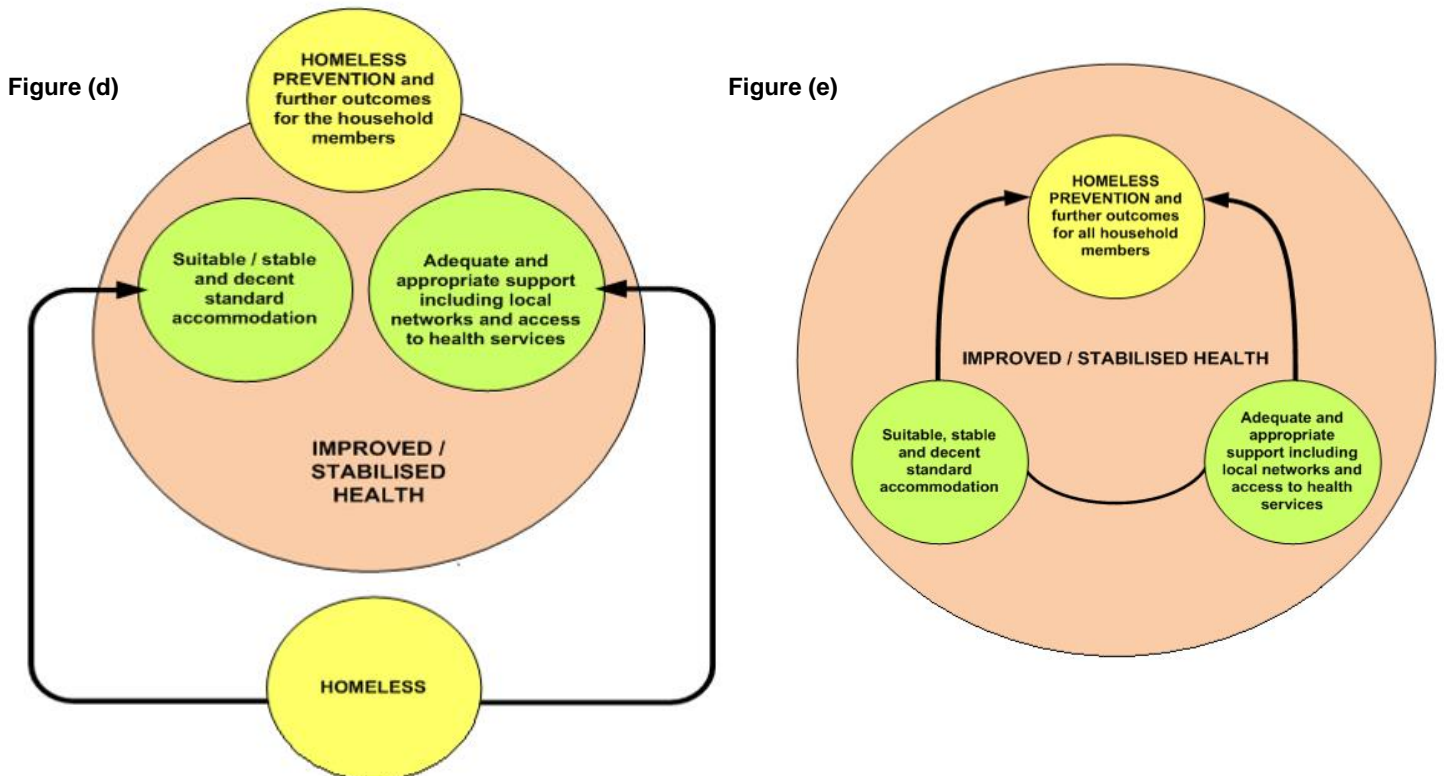 Figure (d)
HOMELESS
PREVENTION and
further outcomes
for the household
members
Suitable / stable
and decent
standard
accommodation
Adequate and
appropriate support
including local
networks and access
to health services
IMPROVED /
STABILISED
HEALTH
HOMELESS
Figure (e)
HOMELESS
PREVENTION and
further outcomes
for all household
members
IMPROVED / STABILISED HEALTH
Suitable, stable
and decent
standard
accommodation
Adequate and
appropriate
support including
local networks and
access to health
services